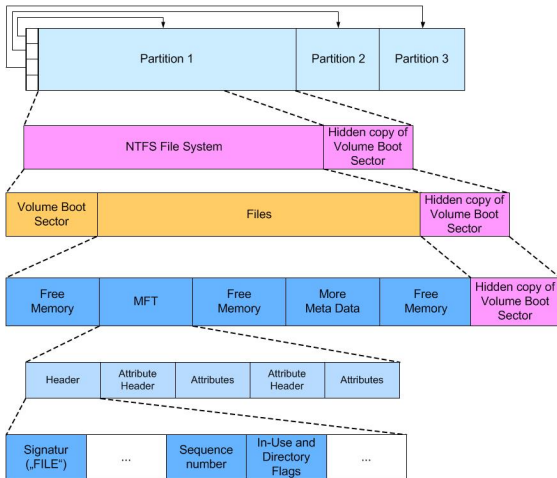 Partition 1
Partition 2
Partition 3
NTFS File System
Hidden copy of
Volume Boot
Sector
Volume Boot
Sector
Files
Hidden copy of
Volume Boot
Sector
Free
Memory
MFT
Free
Memory
More
Meta Data
Free
Memory
Hidden copy of
Volume Boot
Sector
Header
Attribute
Header
Attributes
Attribute
Header
Attributes
Signatur
(„FILE“)
...
Sequence
number
In-Use and
Directory
Flags
...